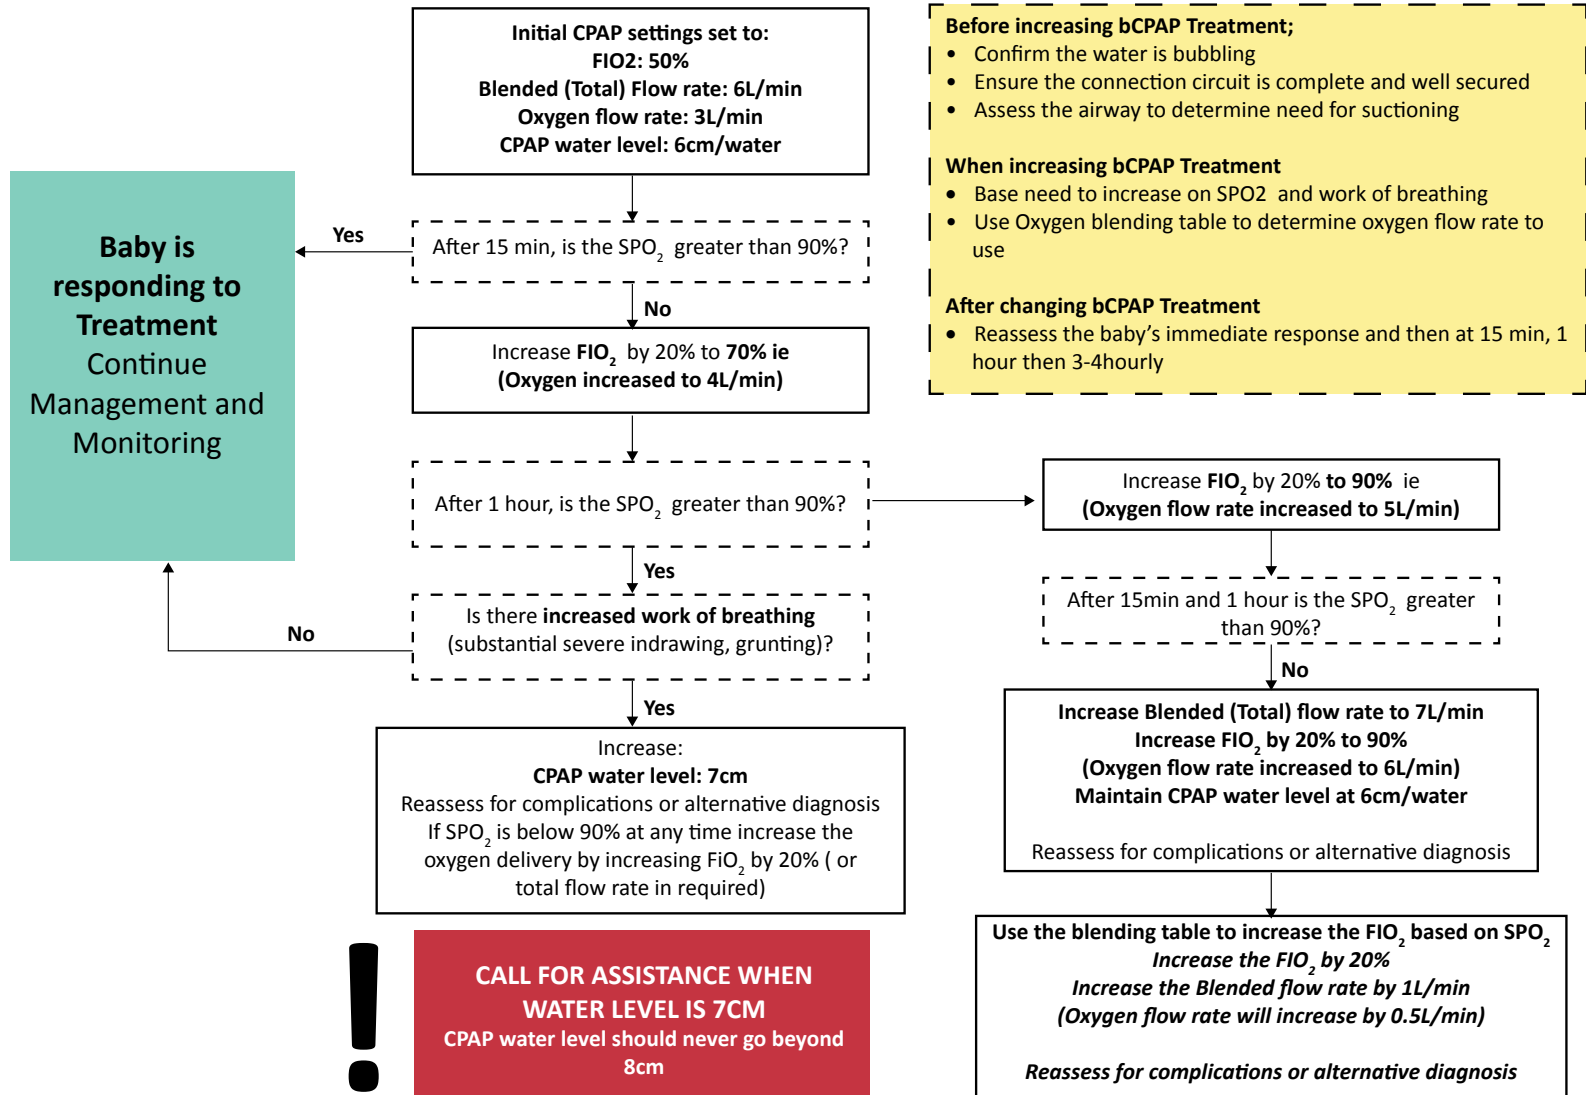 Initial CPAP settings set to:
FIO2: 50%
Blended (Total) Flow rate: 6L/min
Oxygen flow rate: 3L/min
CPAP water level: 6cm/water
Before increasing bCPAP Treatment;
• Confirm the water is bubbling
• Ensure the connection circuit is complete and well secured
• Assess the airway to determine need for suctioning
When increasing bCPAP Treatment
• Base need to increase on SPO2 and work of breathing
• Use Oxygen blending table to determine oxygen flow rate to
use
After changing bCPAP Treatment
• Reassess the baby's immediate response and then at 15 min, 1
hour then 3-4hourly
Baby is
responding to
Treatment
Continue
Management and
Monitoring
Yes
After 15 min, is the SPO₂ greater than 90%?
No
Increase FIO₂ by 20% to 70% ie
(Oxygen increased to 4L/min)
After 1 hour, is the SPO₂ greater than 90%?
Yes
No
Is there increased work of breathing
(substantial severe indrawing, grunting)?
Yes
Increase:
CPAP water level: 7cm
Reassess for complications or alternative diagnosis
If SPO₂ is below 90% at any time increase the
oxygen delivery by increasing FiO₂ by 20% ( or
total flow rate in required)
!
CALL FOR ASSISTANCE WHEN
WATER LEVEL IS 7CM
CPAP water level should never go beyond
8cm
Increase FIO₂ by 20% to 90% ie
(Oxygen flow rate increased to 5L/min)
After 15min and 1 hour is the SPO₂ greater
than 90%?
No
Increase Blended (Total) flow rate to 7L/min
Increase FIO₂ by 20% to 90%
(Oxygen flow rate increased to 6L/min)
Maintain CPAP water level at 6cm/water
Reassess for complications or alternative diagnosis
Use the blending table to increase the FIO₂ based on SPO₂
Increase the FIO₂ by 20%
Increase the Blended flow rate by 1L/min
(Oxygen flow rate will increase by 0.5L/min)
Reassess for complications or alternative diagnosis